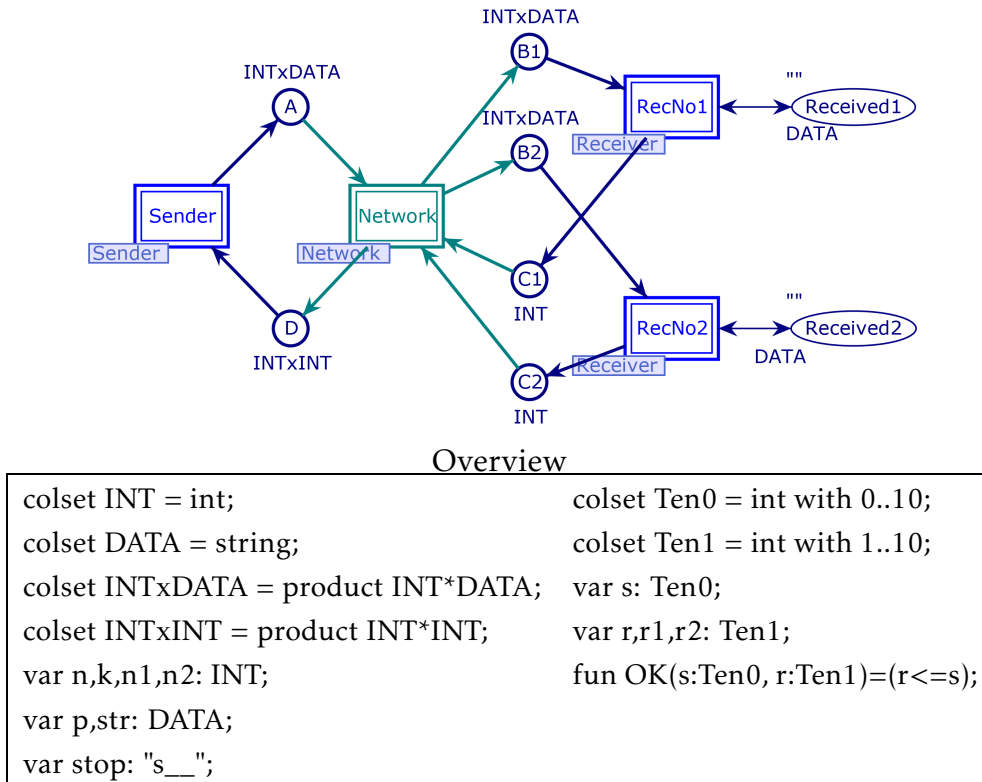 INTxDATA
B1
INTxDATA
A
""
RecNo1
Received1
Receiver
DATA
INTxDATA
B2
Sender
Sender
Network
Network
C1
INT
D
INTxINT
""
RecNo2
Received2
Receiver
DATA
C2
INT
Overview
colset INT = int;
colset DATA = string;
colset INTxDATA = product INT*DATA;
colset INTxINT = product INT*INT;
var n,k,n1,n2: INT;
var p,str: DATA;
var stop: "s__";
colset Ten0 = int with 0..10;
colset Ten1 = int with 1..10;
var s: Ten0;
var r,r1,r2: Ten1;
fun OK(s:Ten0, r:Ten1)=(r<=s);